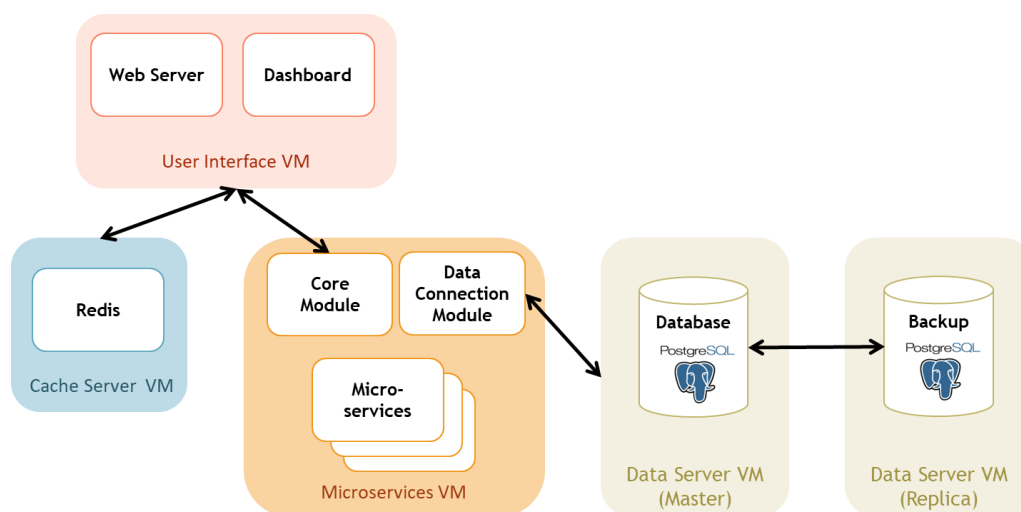 Web Server
Dashboard
User Interface VM
Redis
Cache Server VM
Core
Module
Data
Connection
Module
Micro-
services
Microservices VM
Database
PostgreSQL
Data Server VM
(Master)
Backup
PostgreSQL
Data Server VM
(Replica)